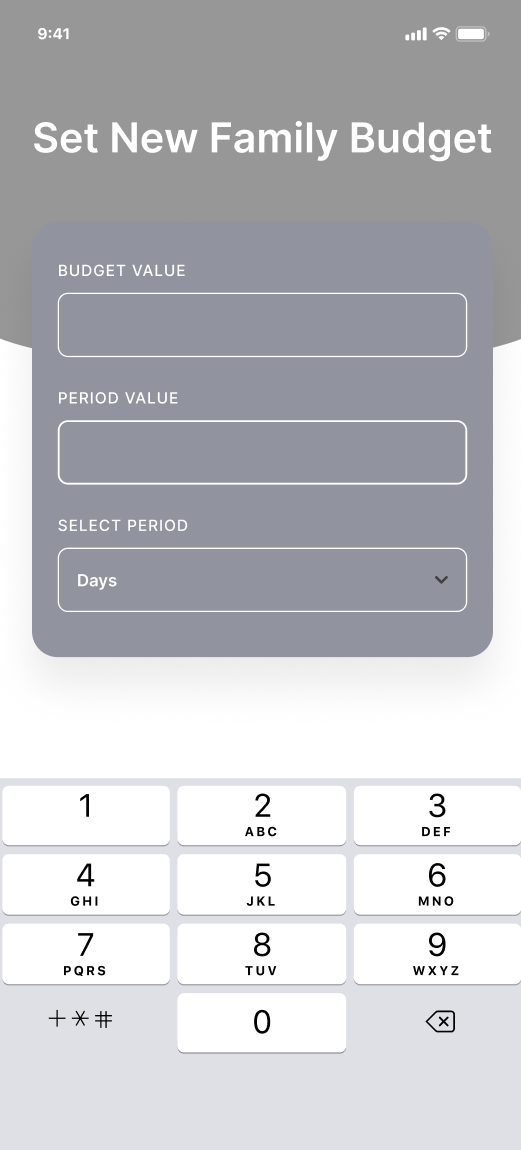 9:41
Set New Family Budget
BUDGET VALUE
PERIOD VALUE
SELECT PERIOD
Days
1 2 3
ABC DEF
4 5 6
GHI JKL MNO
7 8 9
PQRS TUV WXYZ
+*# 0